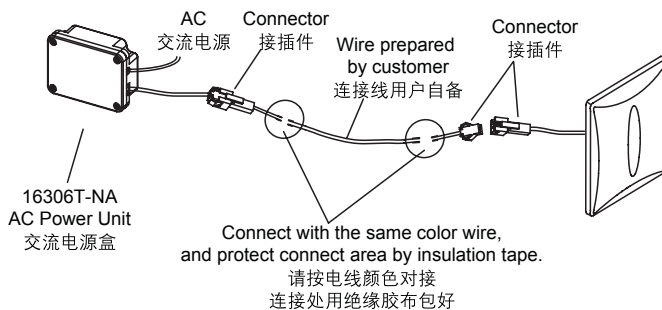 AC
交流电源
Connector
接插件
Wire prepared
by customer
连接线用户自备
Connector
接插件
16306T-NA
AC Power Unit
交流电源盒
Connect with the same color wire,
and protect connect area by insulation tape.
请按电线颜色对接
连接处用绝缘胶布包好